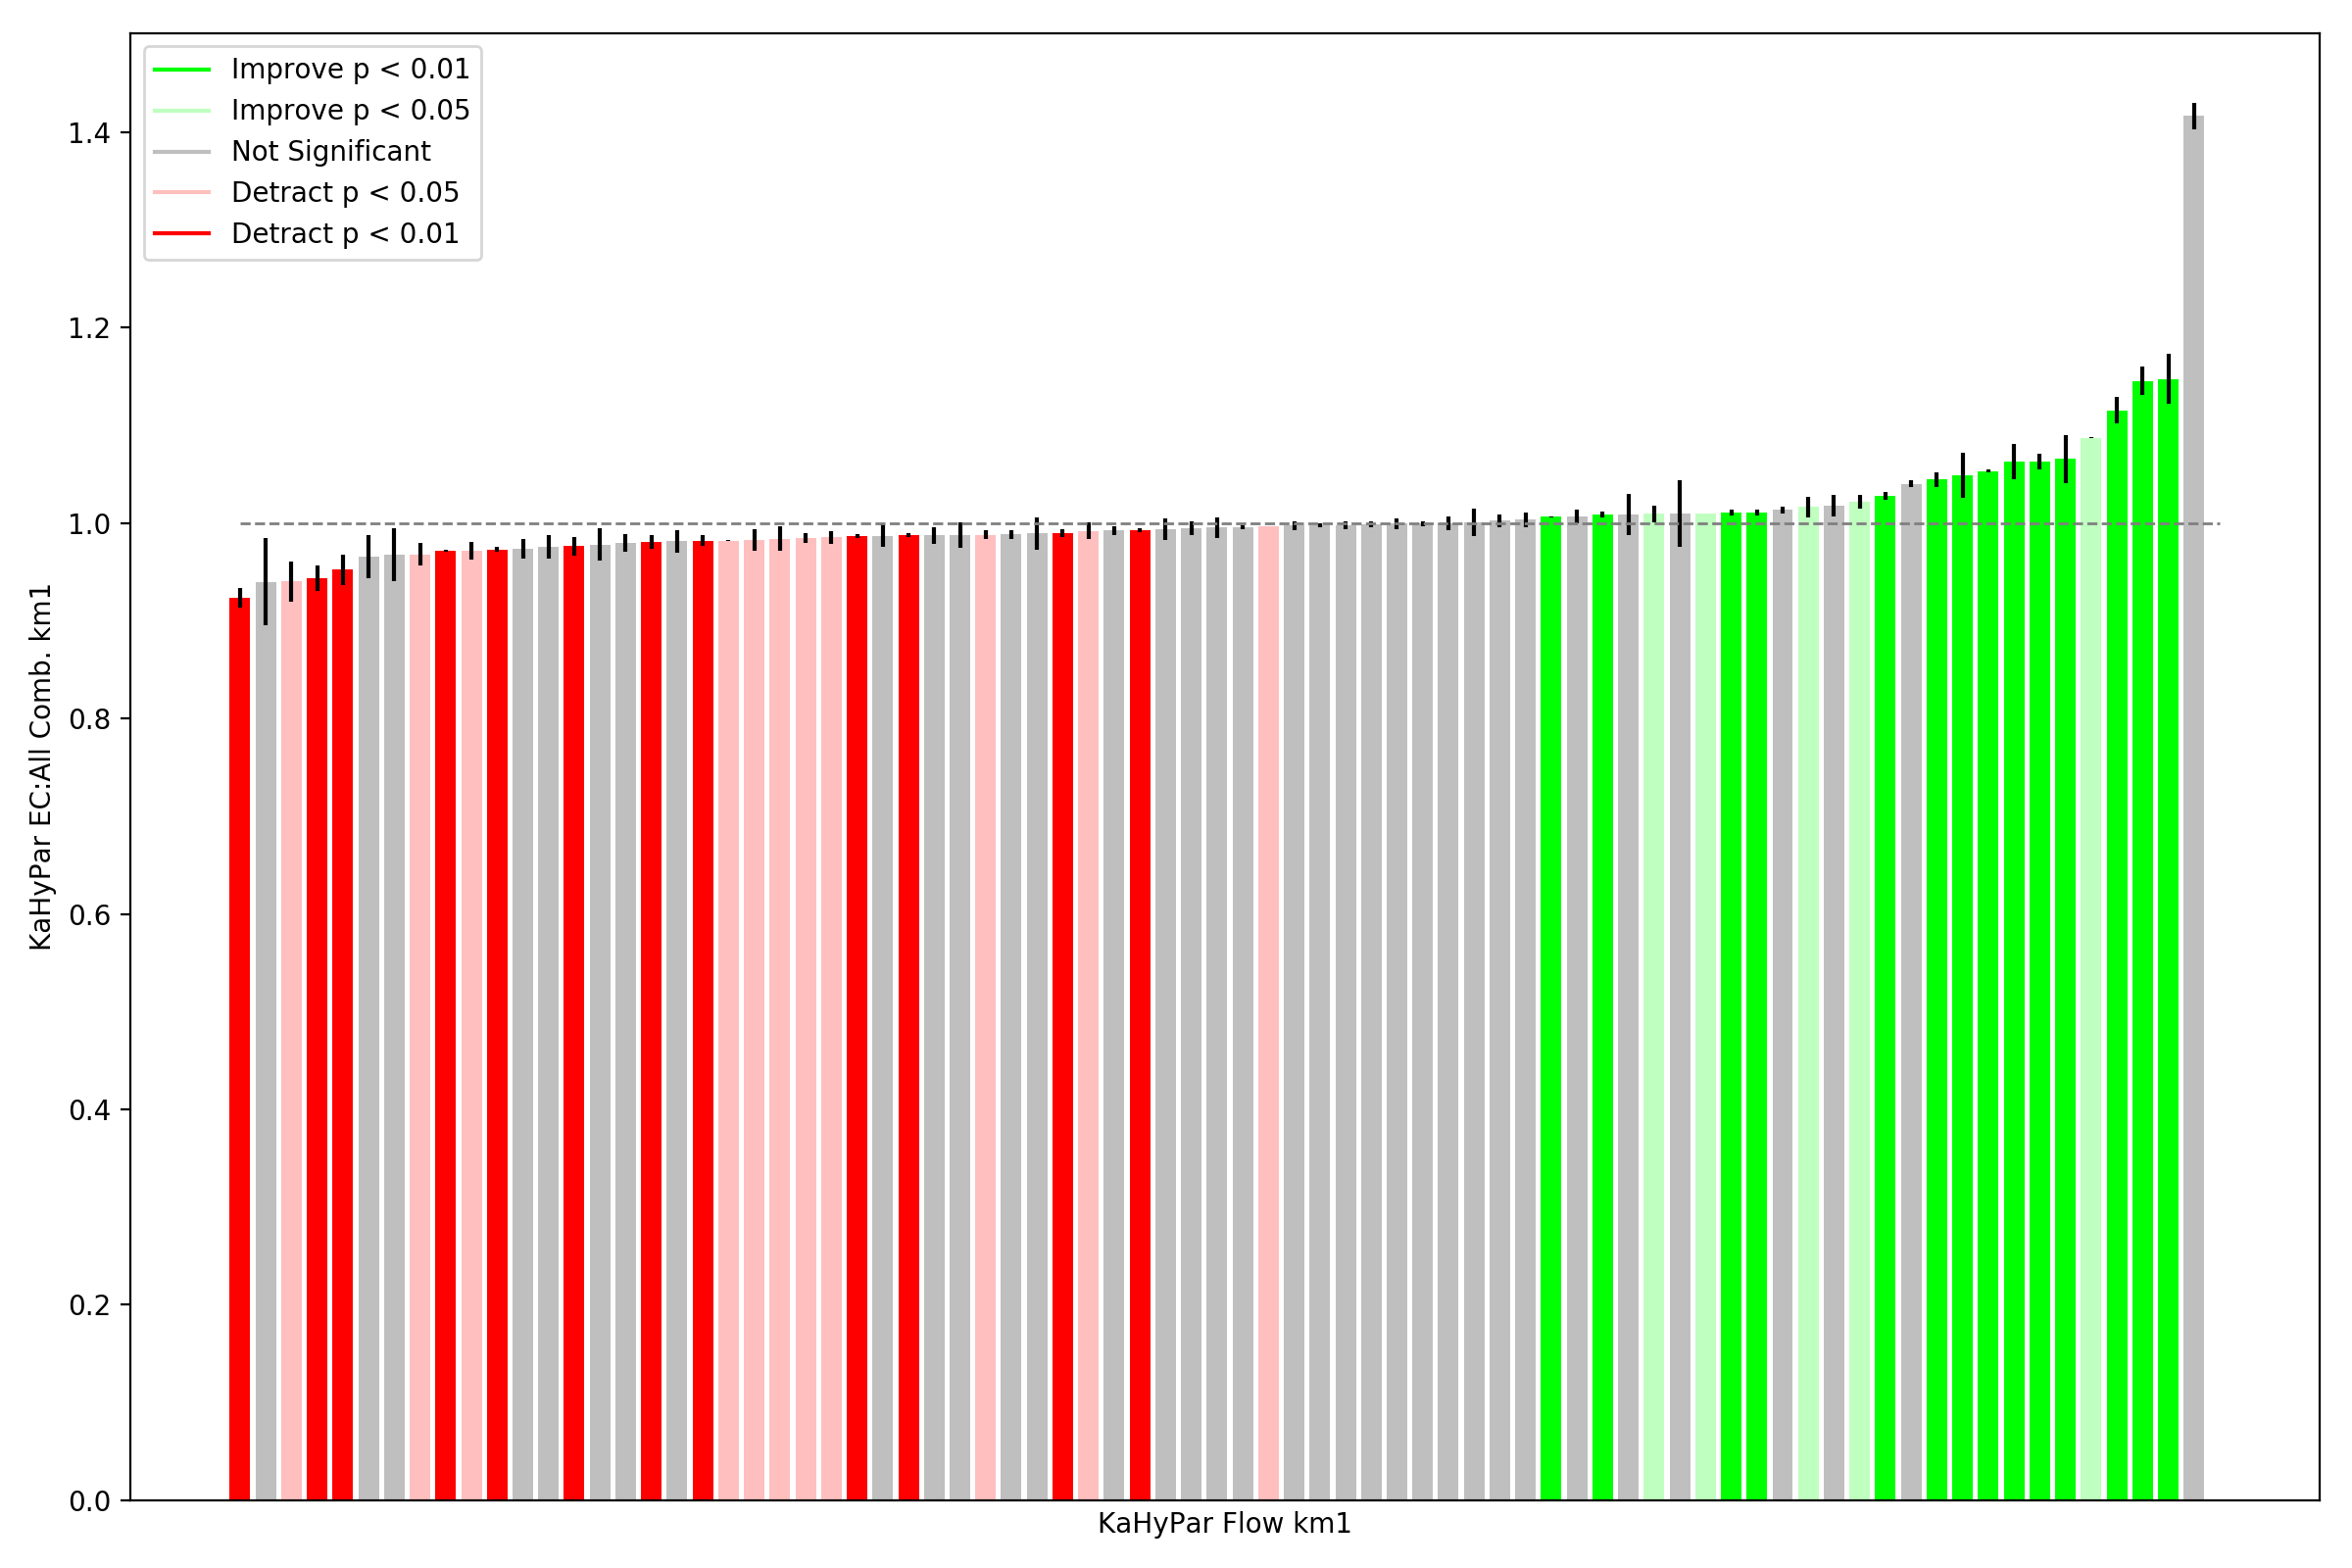 Improve p < 0.01
Improve p < 0.05
Not Significant
Detract p < 0.05
Detract p < 0.01
1.4
1.2
1.0
0.8
0.6
0.4
0.2
0.0
KaHyPar EC:All Comb. km1
KaHyPar Flow km1